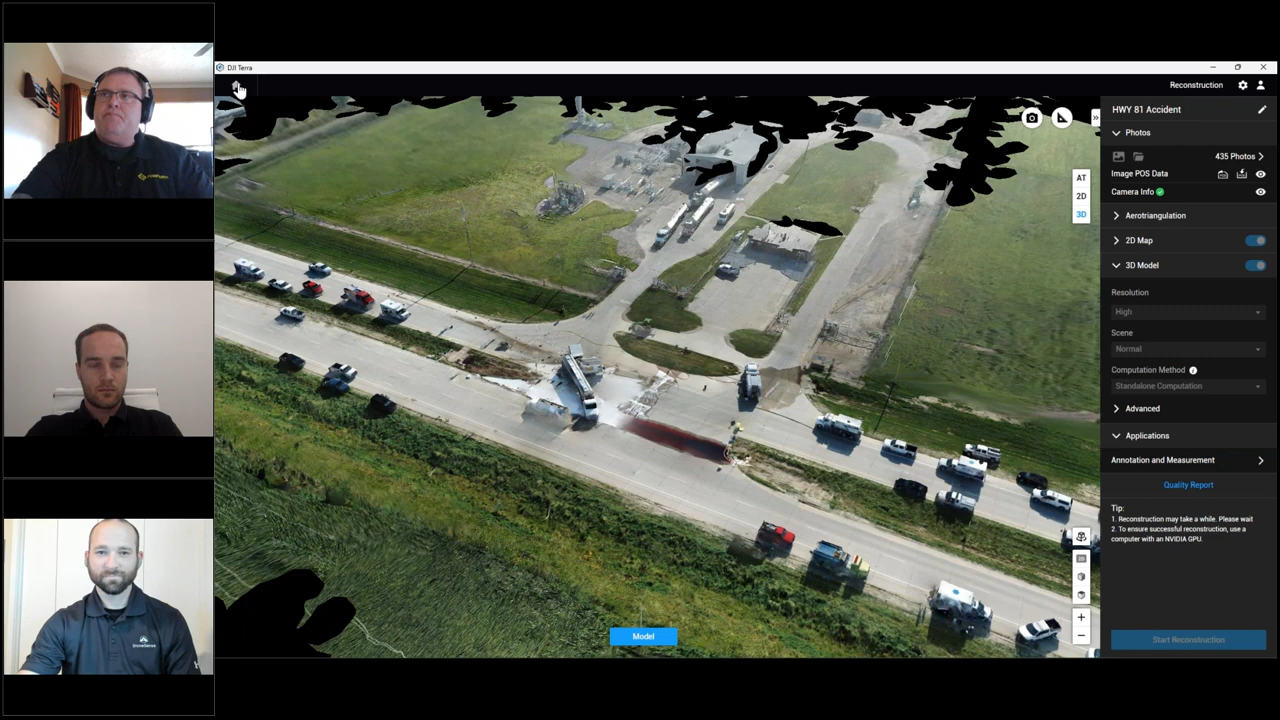 DJI Terra
Reconstruction
HWY 81 Accident
Photos
435 Photos
Image POS Data
Camera Info
Aerotriangulation
2D Map
3D Model
Resolution
High
Scene
Normal
Computation Method
Standalone Computation
Advanced
Applications
Annotation and Measurement
Quality Report
Tip:
1. Reconstruction may take a while. Please wait
2. To ensure successful reconstruction, use a
computer with an NVIDIA GPU.
Start Reconstruction
AT
2D
3D
Model
DroneSense